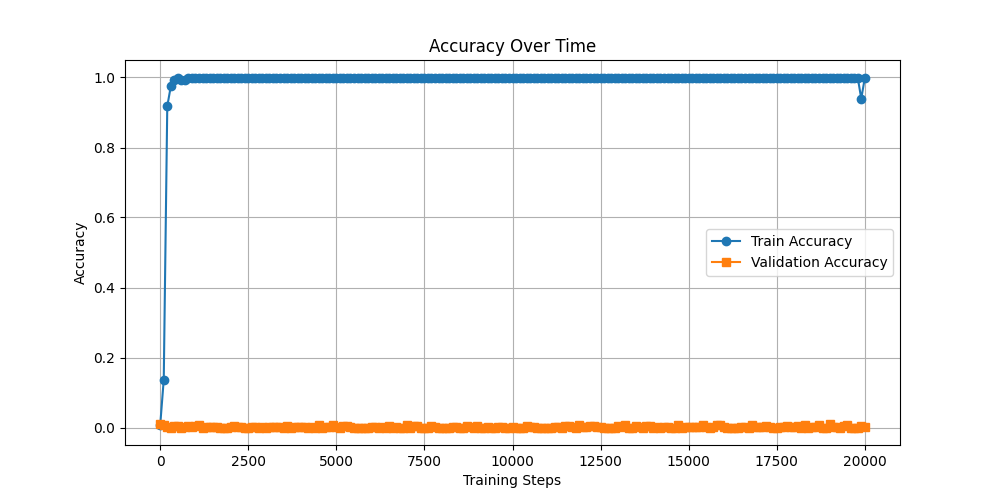 Accuracy Over Time
Accuracy
1.0
0.8
0.6
0.4
0.2
0.0
Train Accuracy
Validation Accuracy
0 2500 5000 7500 10000 12500 15000 17500 20000
Training Steps